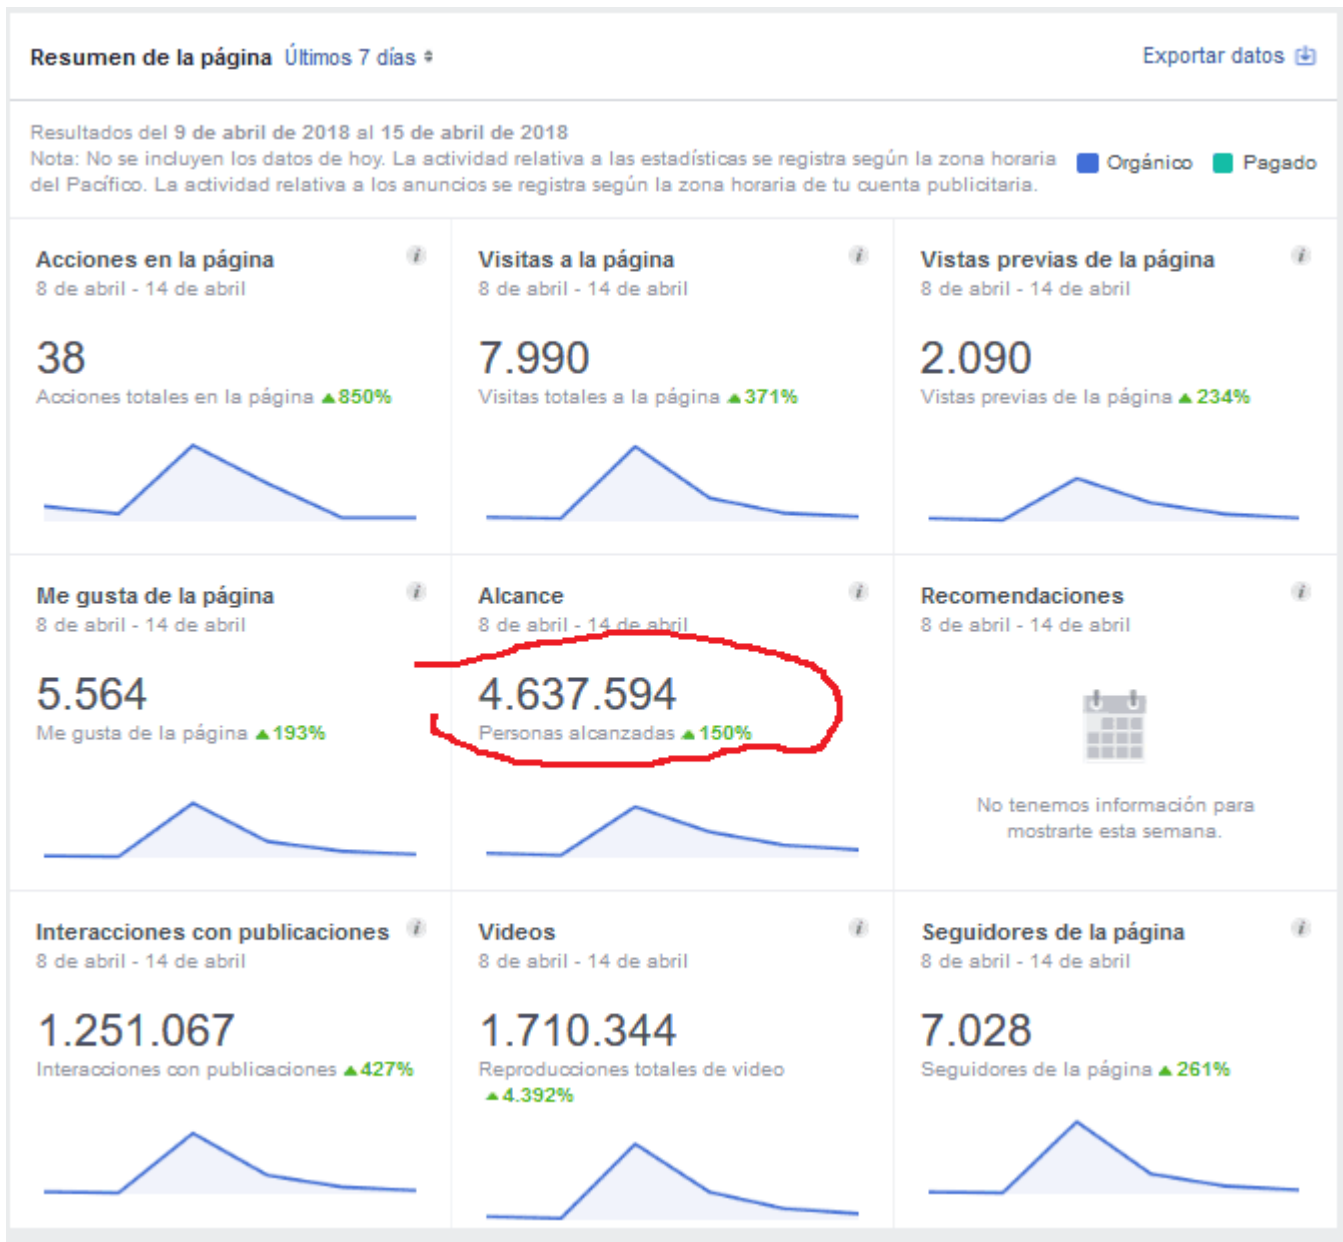 Resumen de la página Últimos 7 días
Exportar datos
Resultados del 9 de abril de 2018 al 15 de abril de 2018
Nota: No se incluyen los datos de hoy. La actividad relativa a las estadísticas se registra según la zona horaria
del Pacífico. La actividad relativa a los anuncios se registra según la zona horaria de tu cuenta publicitaria.
Orgánico Pagado
Acciones en la página
8 de abril - 14 de abril
38
Acciones totales en la página ▲850%
Visitas a la página
8 de abril - 14 de abril
7.990
Visitas totales a la página ▲371%
Vistas previas de la página
8 de abril - 14 de abril
2.090
Vistas previas de la página ▲234%
Me gusta de la página
8 de abril - 14 de abril
5.564
Me gusta de la página ▲193%
Alcance
8 de abril - 14 de abril
4.637.594
Personas alcanzadas ▲150%
Recomendaciones
8 de abril - 14 de abril
No tenemos información para
mostrarte esta semana.
Interacciones con publicaciones
8 de abril - 14 de abril
1.251.067
Interacciones con publicaciones ▲427%
Videos
8 de abril - 14 de abril
1.710.344
Reproducciones totales de video
▲4.392%
Seguidores de la página
8 de abril - 14 de abril
7.028
Seguidores de la página ▲261%